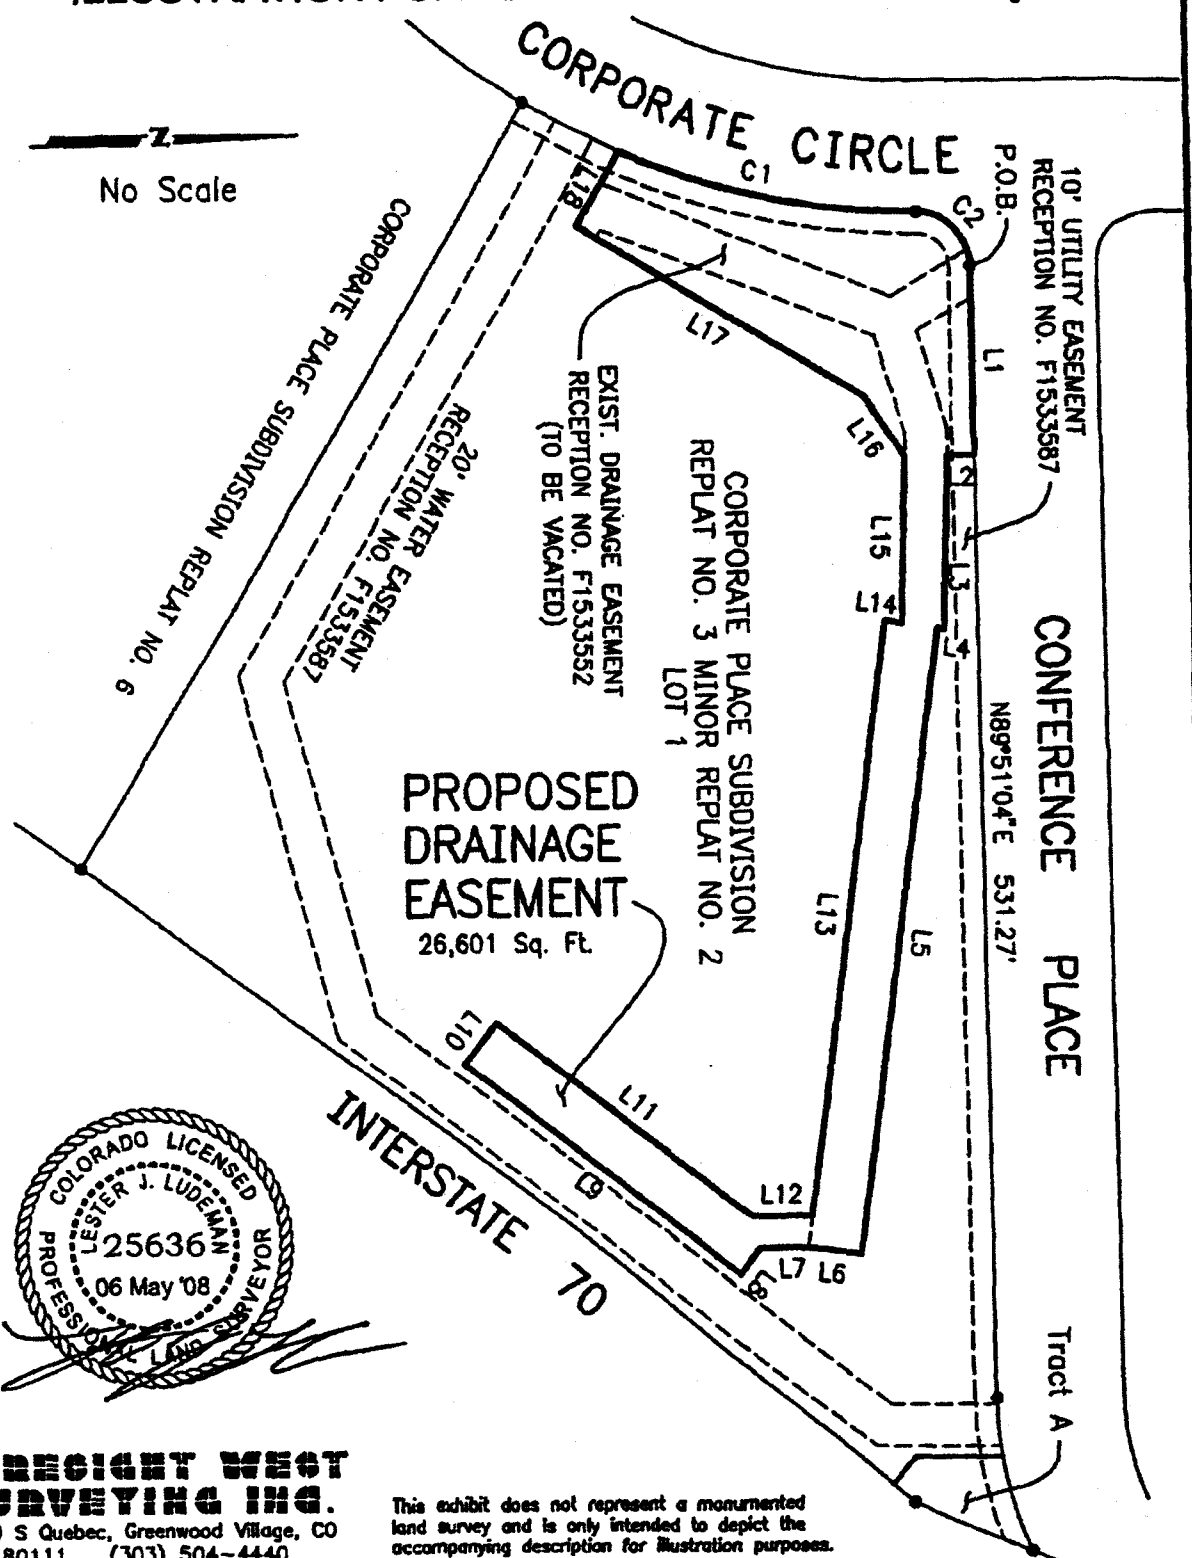 CORPORATE CIRCLE
No Scale
Z
C1
C2
P.O.B.
10' UTILITY EASEMENT
RECEPTION NO. F1533587
L18
L17
L1
L16
L2
L15
L3
L14
L4
CORPORATE PLACE SUBDIVISION REPLAT NO. 6
20' WATER EASEMENT
RECEPTION NO. F1533587
EXIST. DRAINAGE EASEMENT
RECEPTION NO. F1533552
(TO BE VACATED)
CORPORATE PLACE SUBDIVISION
REPLAT NO. 3 MINOR REPLAT NO. 2
LOT 1
CONFERENCE PLACE
N89°51'04"E 531.27'
PROPOSED
DRAINAGE
EASEMENT
26,601 Sq. Ft.
L13
L5
L10
L11
L9
L12
L7
L6
L8
INTERSTATE 70
Tract A
COLORADO LICENSED
LESTER J. LUDEMAN
25636
06 May '08
PROFESSIONAL LAND SURVEYOR
WEST
INC.
S Quebec, Greenwood Village, CO
80111 (303) 504-4440
This exhibit does not represent a monumented
land survey and is only intended to depict the
accompanying description for illustration purposes.